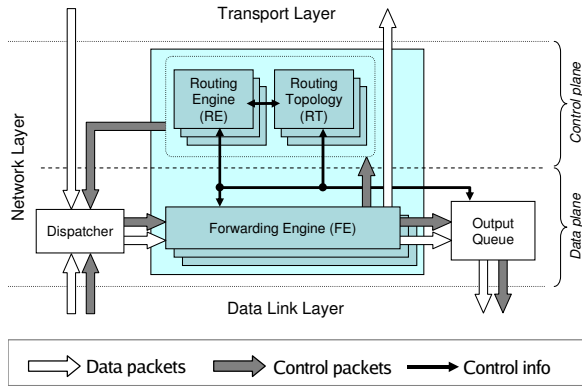 Transport Layer
Network Layer
Control plane
Data plane
Routing
Engine
(RE)
Routing
Topology
(RT)
Dispatcher
Forwarding Engine (FE)
Output
Queue
Data Link Layer
Data packets
Control packets
Control info